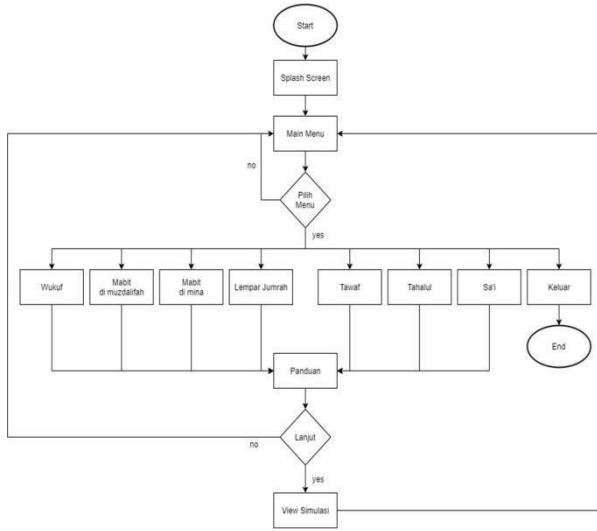 Start
Splash Screen
Main Menu
no
Pilih
Menu
yes
Wukuf
Mabit
di muzdalifah
Mabit
di mina
Lempar Jumrah
Tawaf
Tahalul
Sa'i
Keluar
End
Panduan
Lanjut
no
yes
View Simulasi